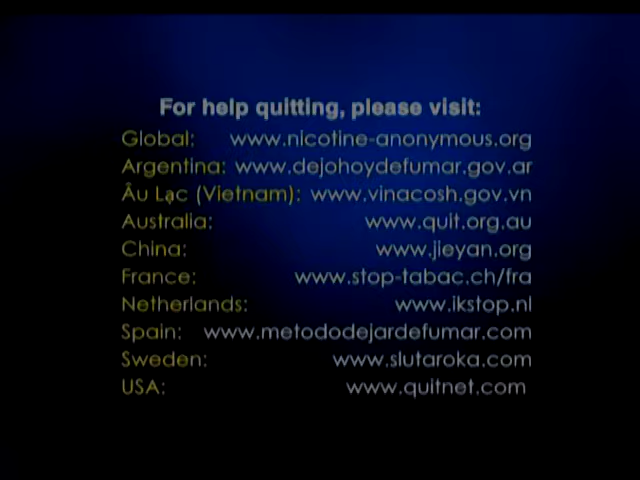 For help quitting, please visit:
Global: www.nicotine-anonymous.org
Argentina: www.dejohoydefumar.gov.ar
Âu Lạc (Vietnam): www.vinacosh.gov.vn
Australia: www.quit.org.au
China: www.jieyan.org
France: www.stop-tabac.ch/fra
Netherlands: www.ikstop.nl
Spain: www.metododejardefumar.com
Sweden: www.slutaroka.com
USA: www.quitnet.com